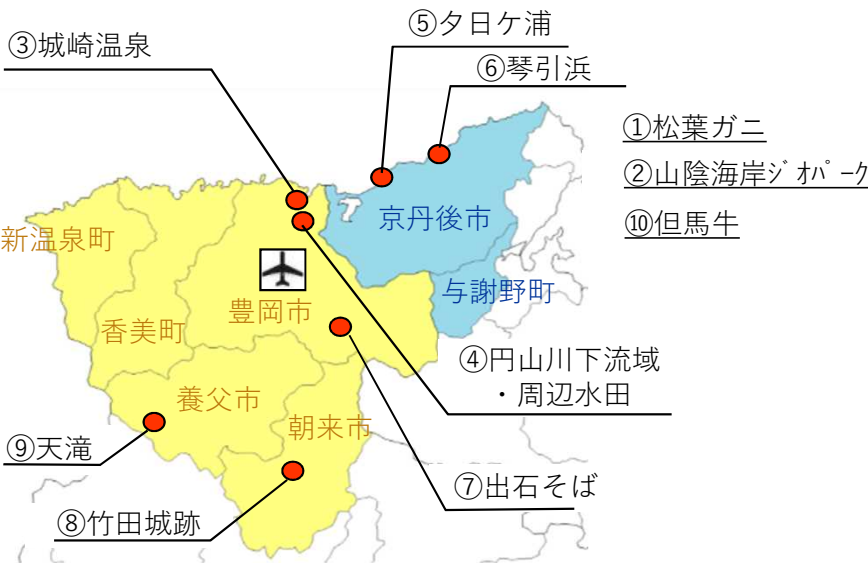 ⑤夕日ケ浦
③城崎温泉
⑥琴引浜
①松葉ガニ
②山陰海岸ｼﾞｵﾊﾟｰｸ
⑩但馬牛
京丹後市
新温泉町
与謝野町
豊岡市
香美町
④円山川下流域
・周辺水田
養父市
朝来市
⑨天滝
⑦出石そば
⑧竹田城跡